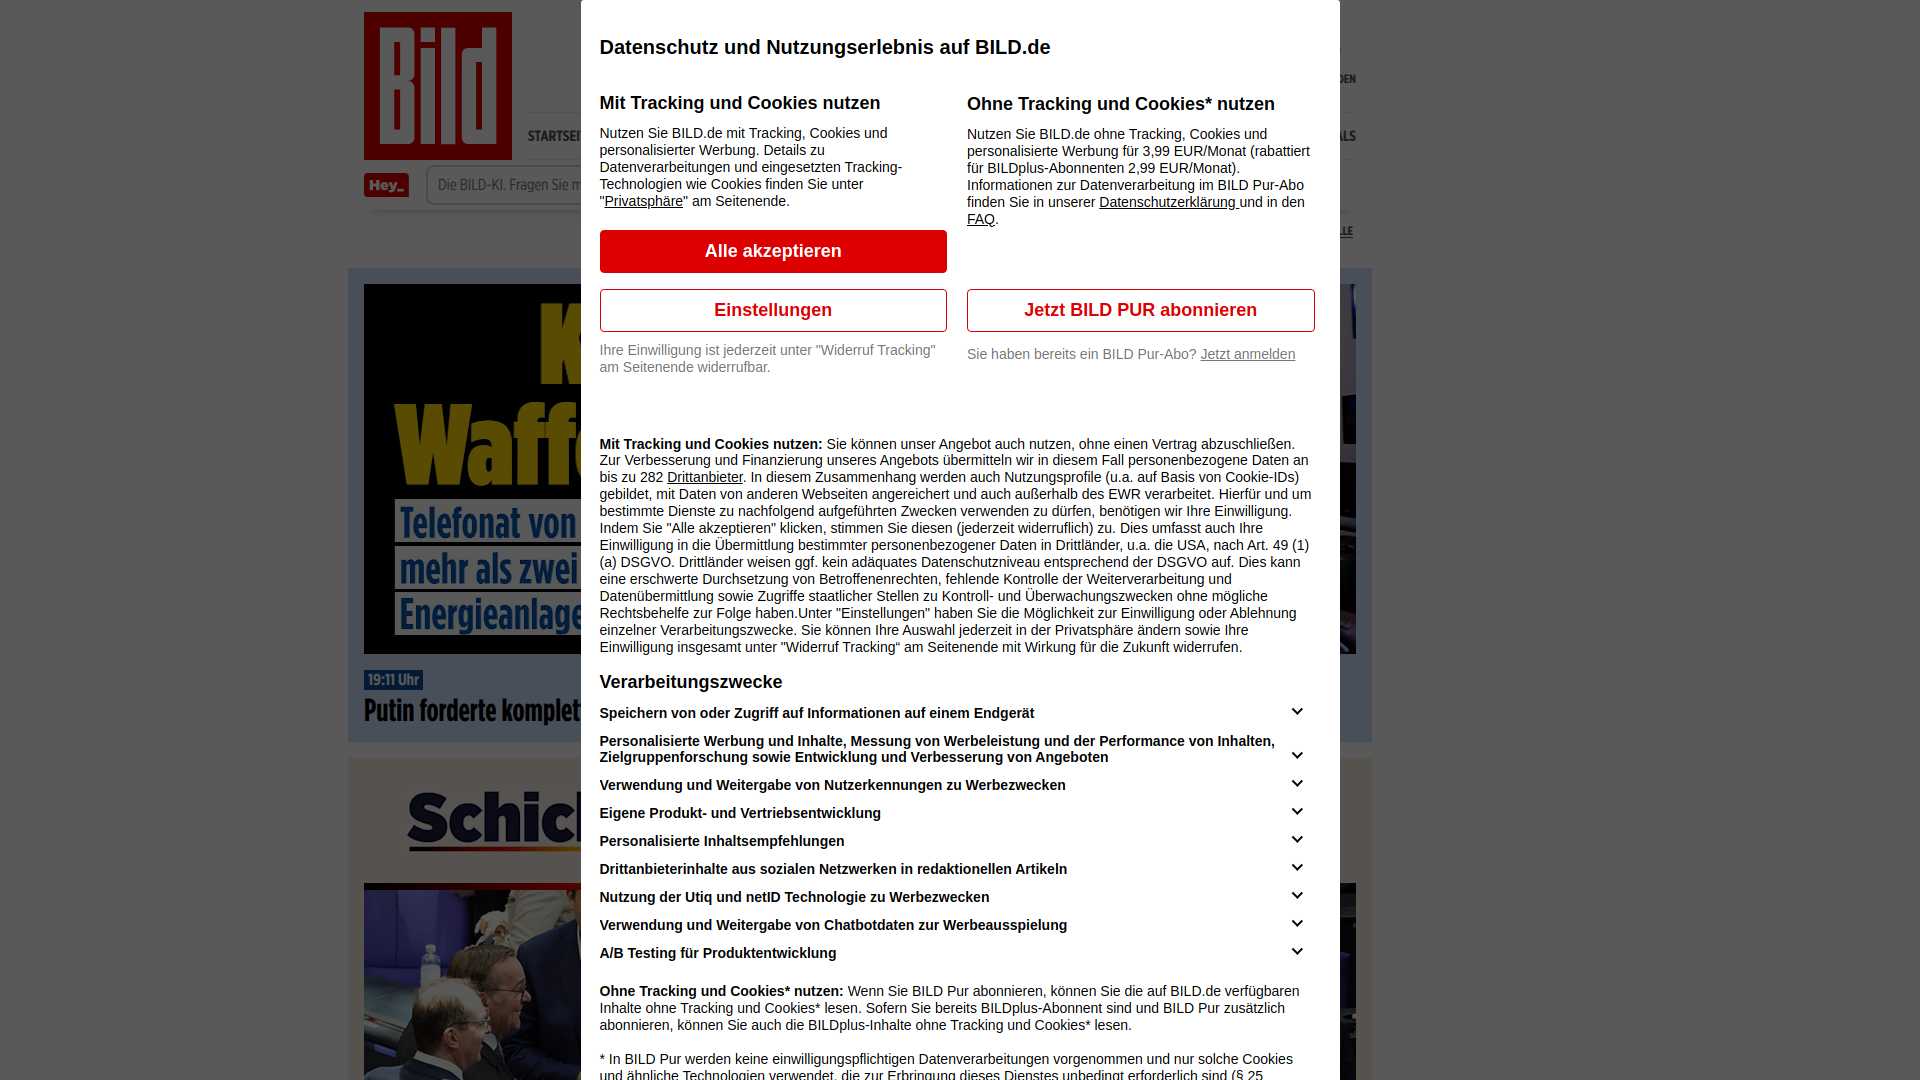 Bild
DEN
STARTSEI
ALS
Hey_
Die BILD-KI. Fragen Sie m
LLE
K
Waffe
Telefonat von
mehr als zwei
Energieanlage
19:11 Uhr
Putin forderte komplet
Schick
Datenschutz und Nutzungserlebnis auf BILD.de
Mit Tracking und Cookies nutzen
Nutzen Sie BILD.de mit Tracking, Cookies und
personalisierter Werbung. Details zu
Datenverarbeitungen und eingesetzten Tracking-
Technologien wie Cookies finden Sie unter
"Privatsphäre" am Seitenende.
Alle akzeptieren
Einstellungen
Ihre Einwilligung ist jederzeit unter "Widerruf Tracking"
am Seitenende widerrufbar.
Ohne Tracking und Cookies* nutzen
Nutzen Sie BILD.de ohne Tracking, Cookies und
personalisierte Werbung für 3,99 EUR/Monat (rabattiert
für BILDplus-Abonnenten 2,99 EUR/Monat).
Informationen zur Datenverarbeitung im BILD Pur-Abo
finden Sie in unserer Datenschutzerklärung und in den
FAQ.
Jetzt BILD PUR abonnieren
Sie haben bereits ein BILD Pur-Abo? Jetzt anmelden
Mit Tracking und Cookies nutzen: Sie können unser Angebot auch nutzen, ohne einen Vertrag abzuschließen.
Zur Verbesserung und Finanzierung unseres Angebots übermitteln wir in diesem Fall personenbezogene Daten an
bis zu 282 Drittanbieter. In diesem Zusammenhang werden auch Nutzungsprofile (u.a. auf Basis von Cookie-IDs)
gebildet, mit Daten von anderen Webseiten angereichert und auch außerhalb des EWR verarbeitet. Hierfür und um
bestimmte Dienste zu nachfolgend aufgeführten Zwecken verwenden zu dürfen, benötigen wir Ihre Einwilligung.
Indem Sie "Alle akzeptieren" klicken, stimmen Sie diesen (jederzeit widerruflich) zu. Dies umfasst auch Ihre
Einwilligung in die Übermittlung bestimmter personenbezogener Daten in Drittländer, u.a. die USA, nach Art. 49 (1)
(a) DSGVO. Drittländer weisen ggf. kein adäquates Datenschutzniveau entsprechend der DSGVO auf. Dies kann
eine erschwerte Durchsetzung von Betroffenenrechten, fehlende Kontrolle der Weiterverarbeitung und
Datenübermittlung sowie Zugriffe staatlicher Stellen zu Kontroll- und Überwachungszwecken ohne mögliche
Rechtsbehelfe zur Folge haben.Unter "Einstellungen" haben Sie die Möglichkeit zur Einwilligung oder Ablehnung
einzelner Verarbeitungszwecke. Sie können Ihre Auswahl jederzeit in der Privatsphäre ändern sowie Ihre
Einwilligung insgesamt unter "Widerruf Tracking“ am Seitenende mit Wirkung für die Zukunft widerrufen.
Verarbeitungszwecke
Speichern von oder Zugriff auf Informationen auf einem Endgerät
Personalisierte Werbung und Inhalte, Messung von Werbeleistung und der Performance von Inhalten,
Zielgruppenforschung sowie Entwicklung und Verbesserung von Angeboten
Verwendung und Weitergabe von Nutzerkennungen zu Werbezwecken
Eigene Produkt- und Vertriebsentwicklung
Personalisierte Inhaltsempfehlungen
Drittanbieterinhalte aus sozialen Netzwerken in redaktionellen Artikeln
Nutzung der Utiq und netID Technologie zu Werbezwecken
Verwendung und Weitergabe von Chatbotdaten zur Werbeausspielung
A/B Testing für Produktentwicklung
Ohne Tracking und Cookies* nutzen: Wenn Sie BILD Pur abonnieren, können Sie die auf BILD.de verfügbaren
Inhalte ohne Tracking und Cookies* lesen. Sofern Sie bereits BILDplus-Abonnent sind und BILD Pur zusätzlich
abonnieren, können Sie auch die BILDplus-Inhalte ohne Tracking und Cookies* lesen.
* In BILD Pur werden keine einwilligungspflichtigen Datenverarbeitungen vorgenommen und nur solche Cookies
und ähnliche Technologien verwendet, die zur Erbringung dieses Dienstes unbedingt erforderlich sind (§ 25